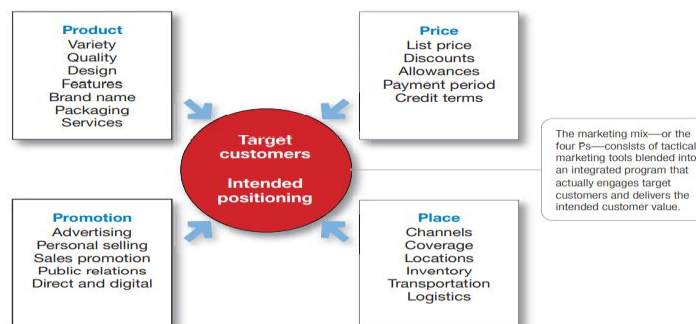 Product
Variety
Quality
Design
Features
Brand name
Packaging
Services
Price
List price
Discounts
Allowances
Payment period
Credit terms
Target
customers
Intended
positioning
The marketing mix—or the
four Ps—consists of tactical
marketing tools blended into
an integrated program that
actually engages target
customers and delivers the
intended customer value.
Promotion
Advertising
Personal selling
Sales promotion
Public relations
Direct and digital
Place
Channels
Coverage
Locations
Inventory
Transportation
Logistics